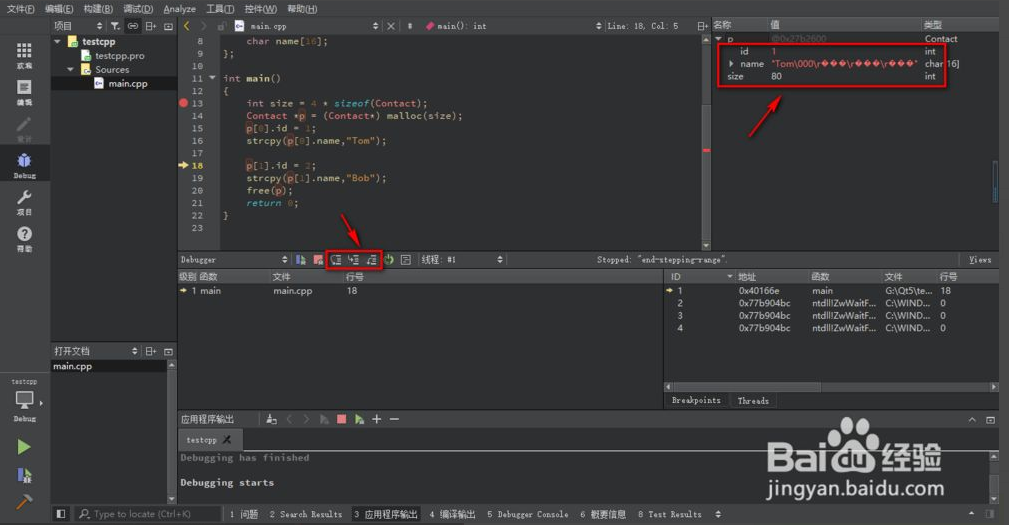 文件(F) 编辑(E) 构建(B) 调试(D) Analyze 工具(T) 控件(W) 帮助(H)
项目
main.cpp
main(): int
Line: 18, Col: 5
名称 值 类型
testcpp
testcpp.pro
Sources
main.cpp
欢迎
编辑
设计
Debug
项目
帮助
8 char name[16];
9 };
10
11 int main()
12 {
13 int size = 4 * sizeof(Contact);
14 Contact *p = (Contact*) malloc(size);
15 p[0].id = 1;
16 strcpy(p[0].name,"Tom");
17
18 p[1].id = 2;
19 strcpy(p[1].name,"Bob");
20 free(p);
21 return 0;
22 }
23
p @0x27b2600 Contact
id 1 int
name "Tom\000\r���\r���\r���" char[16]
size 80 int
Debugger
线程: #1
Stopped: "end-stepping-range".
Views
级别 函数 文件 行号
1 main main.cpp 18
ID 地址 函数 文件 行号
1 0x40166e main G:\Qt5\te... 18
2 0x77b904bc ntdll!ZwWaitF... C:\WIND... 0
3 0x77b904bc ntdll!ZwWaitF... C:\WIND... 0
4 0x77b904bc ntdll!ZwWaitF... C:\WIND... 0
Breakpoints Threads
打开文档
main.cpp
testcpp
Debug
应用程序输出
testcpp
Debugging has finished
Debugging starts
Type to locate (Ctrl+K)
1 问题 2 Search Results 3 应用程序输出 4 编译输出 5 Debugger Console 6 概要信息 8 Test Results
Baidu 经验
jingyan.baidu.com